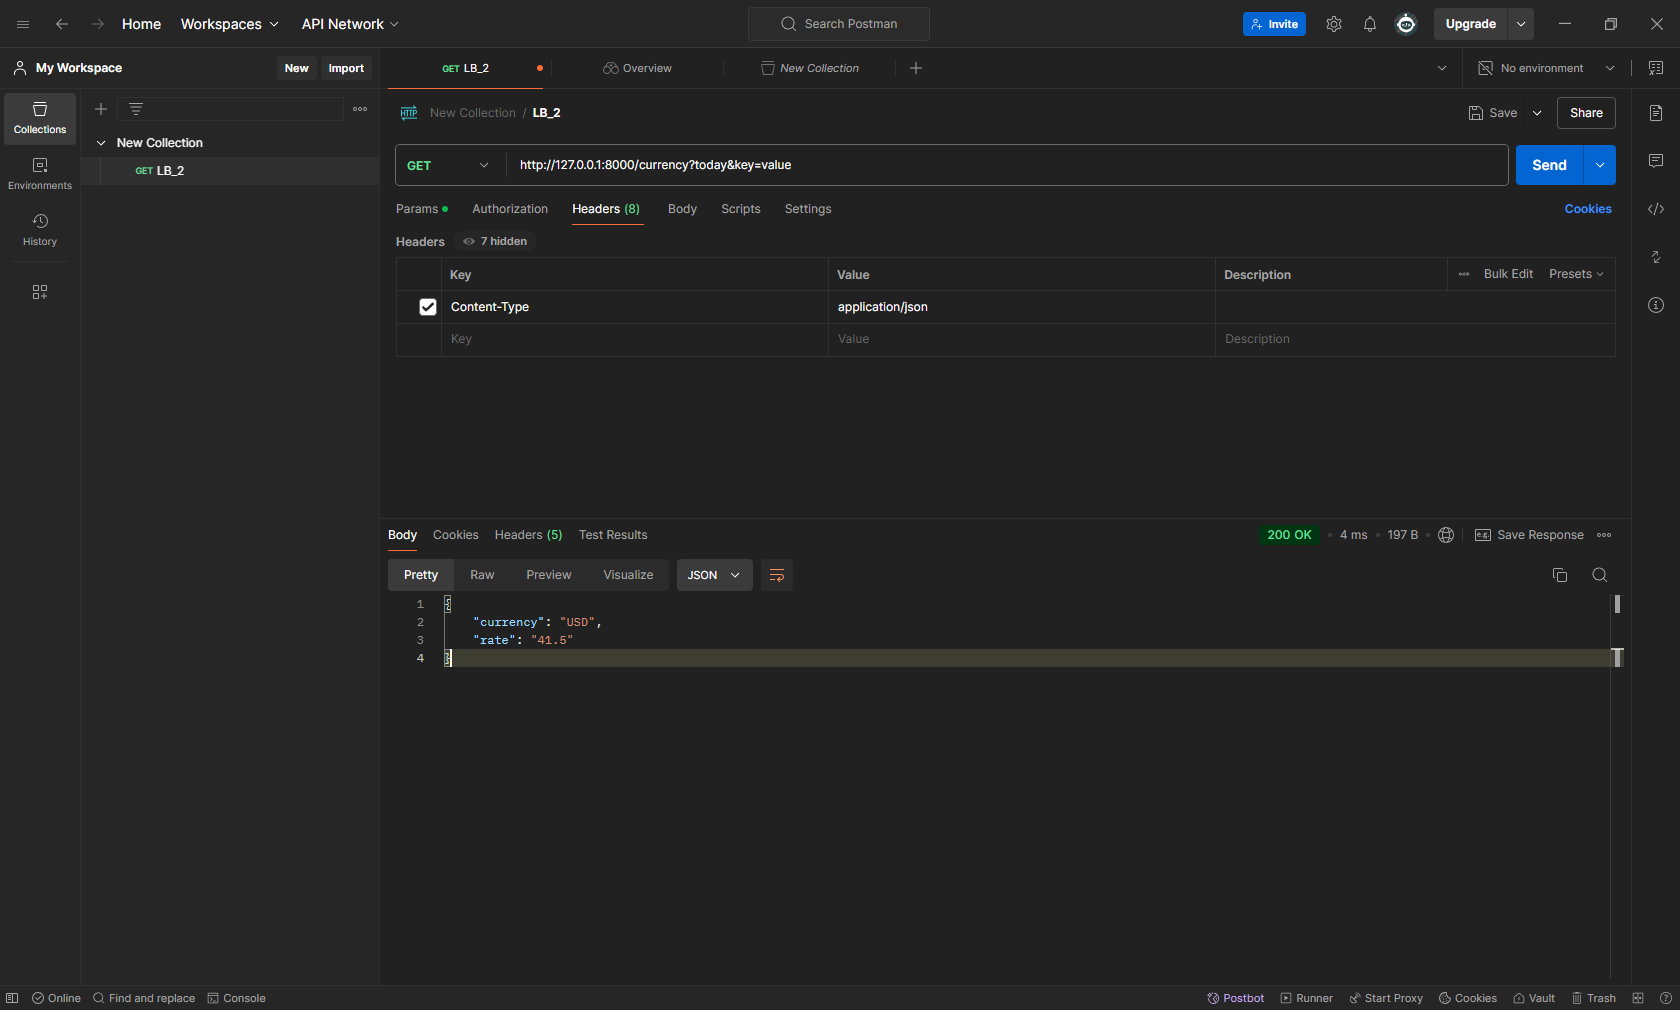 Home Workspaces API Network Search Postman Invite Upgrade
My Workspace New Import GET LB_2 Overview New Collection No environment
Collections
Environments
History
New Collection
GET LB_2
HTTP New Collection / LB_2 Save Share
GET http://127.0.0.1:8000/currency?today&key=value Send
Params Authorization Headers (8) Body Scripts Settings Cookies
Headers 7 hidden
Key Value Description Bulk Edit Presets
Content-Type application/json
Key Value Description
Body Cookies Headers (5) Test Results 200 OK • 4 ms • 197 B • e.g. Save Response
Pretty Raw Preview Visualize JSON
1 {
2 "currency": "USD",
3 "rate": "41.5"
4 }
Online Find and replace Console Postbot Runner Start Proxy Cookies Vault Trash